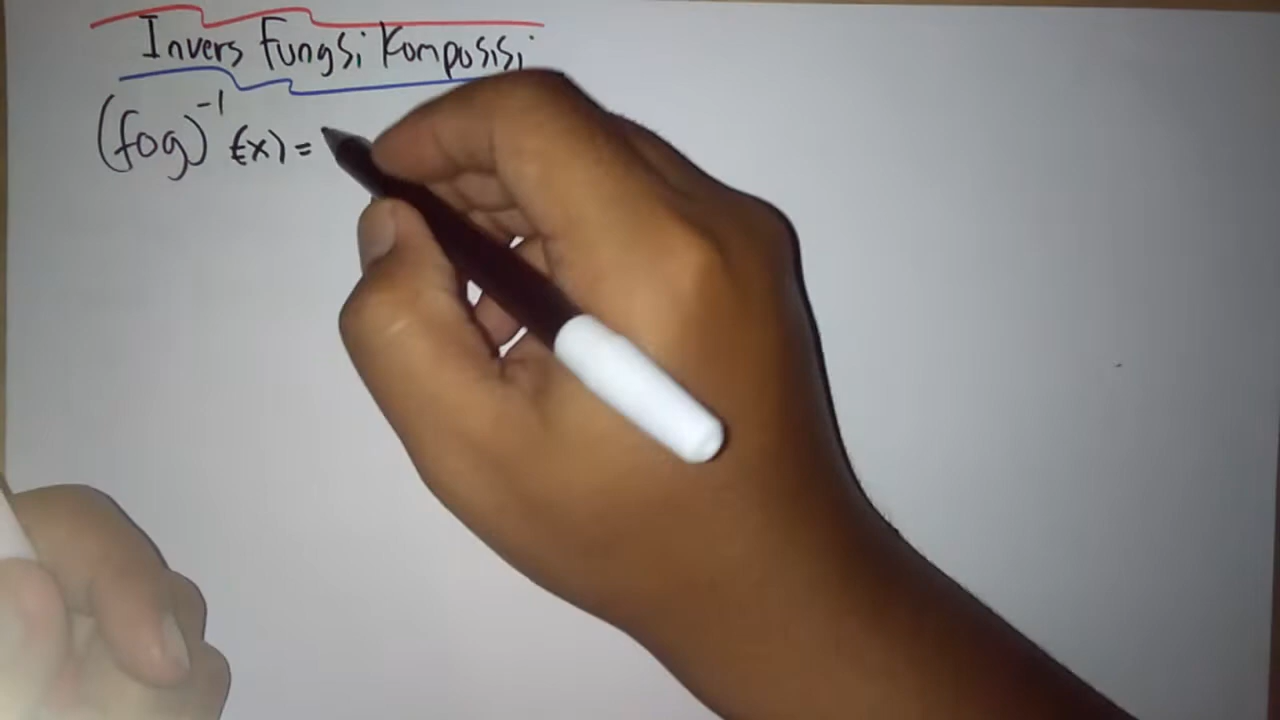 Invers Fungsi Komposisi
(fog)⁻¹ (x) =